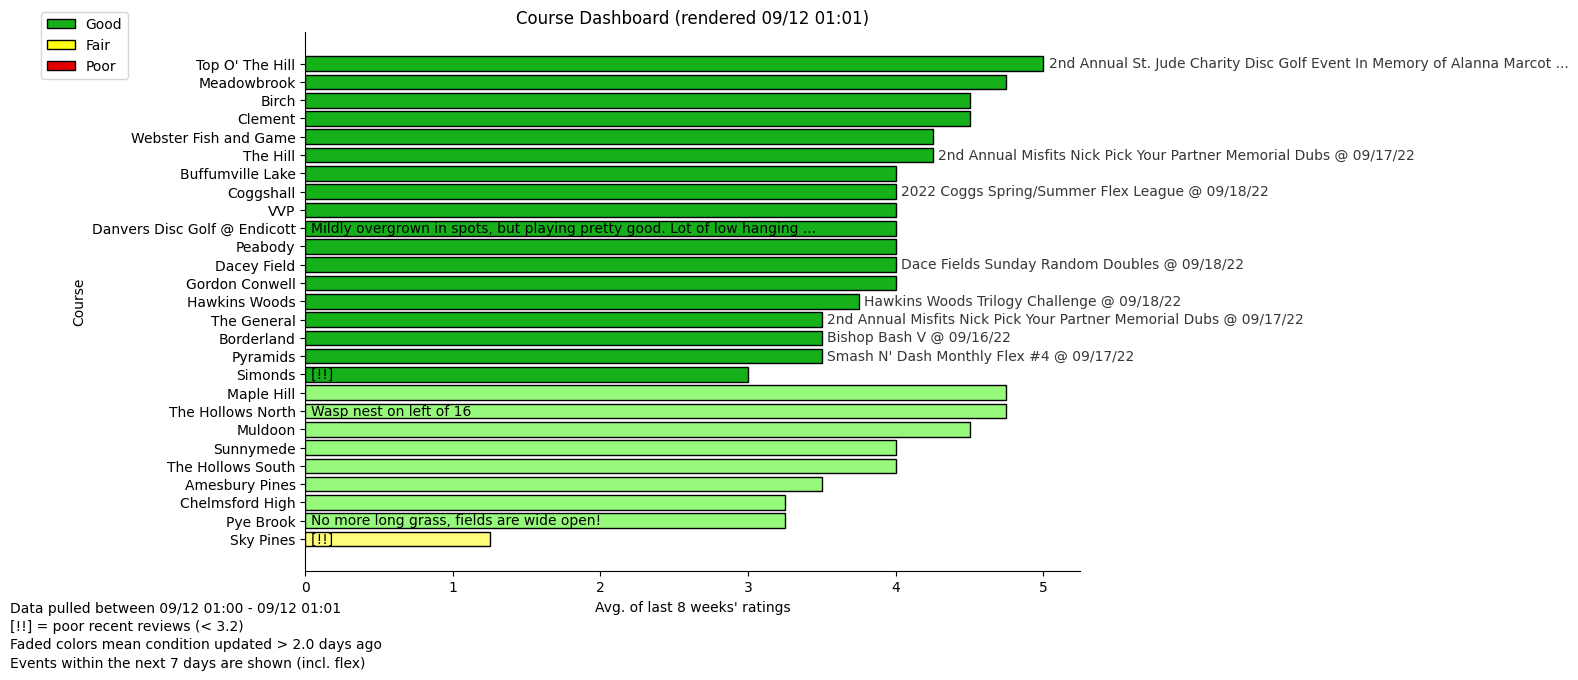 Good
Fair
Poor
Course Dashboard (rendered 09/12 01:01)
Top O' The Hill 2nd Annual St. Jude Charity Disc Golf Event In Memory of Alanna Marcot ...
Meadowbrook
Birch
Clement
Webster Fish and Game
The Hill 2nd Annual Misfits Nick Pick Your Partner Memorial Dubs @ 09/17/22
Buffumville Lake
Coggshall 2022 Coggs Spring/Summer Flex League @ 09/18/22
VVP
Danvers Disc Golf @ Endicott Mildly overgrown in spots, but playing pretty good. Lot of low hanging ...
Peabody
Dacey Field Dace Fields Sunday Random Doubles @ 09/18/22
Gordon Conwell
Hawkins Woods Hawkins Woods Trilogy Challenge @ 09/18/22
The General 2nd Annual Misfits Nick Pick Your Partner Memorial Dubs @ 09/17/22
Borderland Bishop Bash V @ 09/16/22
Pyramids Smash N' Dash Monthly Flex #4 @ 09/17/22
Simonds [!!]
Maple Hill
The Hollows North Wasp nest on left of 16
Muldoon
Sunnymede
The Hollows South
Amesbury Pines
Chelmsford High
Pye Brook No more long grass, fields are wide open!
Sky Pines [!!]
Course
0 1 2 3 4 5
Avg. of last 8 weeks' ratings
Data pulled between 09/12 01:00 - 09/12 01:01
[!!] = poor recent reviews (< 3.2)
Faded colors mean condition updated > 2.0 days ago
Events within the next 7 days are shown (incl. flex)